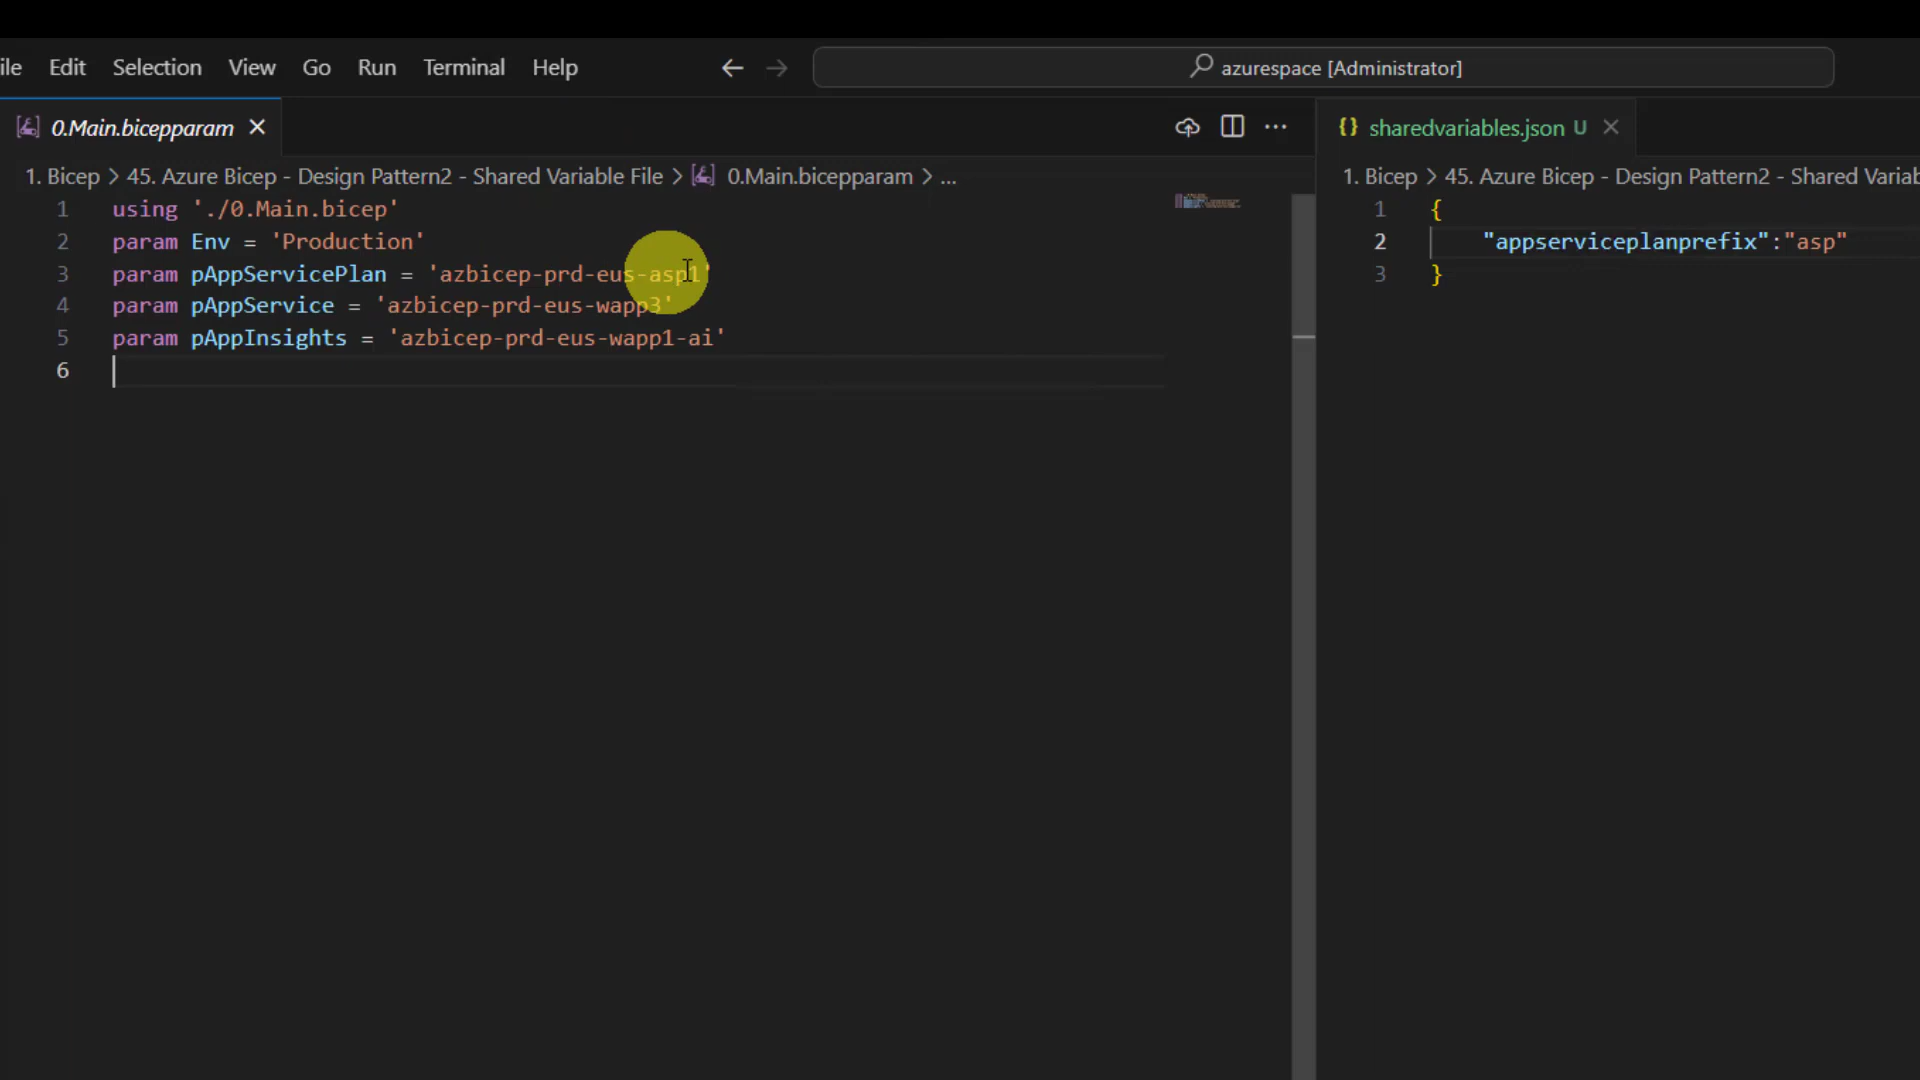 ile Edit Selection View Go Run Terminal Help
azurespace [Administrator]
0.Main.bicepparam
1. Bicep > 45. Azure Bicep - Design Pattern2 - Shared Variable File > 0.Main.bicepparam > ...
1 using './0.Main.bicep'
2 param Env = 'Production'
3 param pAppServicePlan = 'azbicep-prd-eus-asp1'
4 param pAppService = 'azbicep-prd-eus-wapp3'
5 param pAppInsights = 'azbicep-prd-eus-wapp1-ai'
6
{} sharedvariables.json U
1. Bicep > 45. Azure Bicep - Design Pattern2 - Shared Variab
1 {
2 "appserviceplanprefix":"asp"
3 }